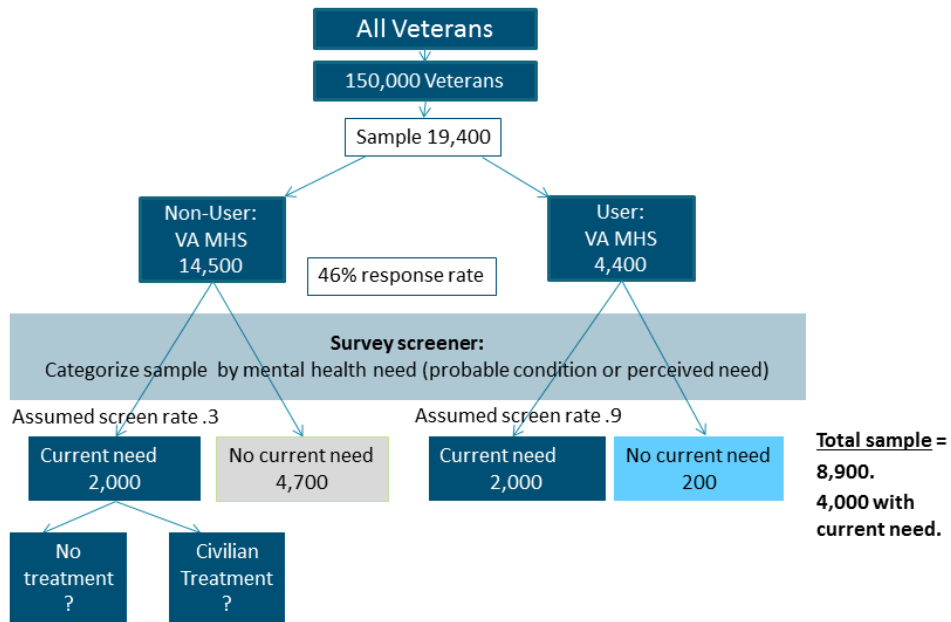 All Veterans
150,000 Veterans
Sample 19,400
Non-User:
VA MHS
14,500
User:
VA MHS
4,400
46% response rate
Survey screener:
Categorize sample by mental health need (probable condition or perceived need)
Assumed screen rate .3
Assumed screen rate .9
Current need
2,000
No current need
4,700
Current need
2,000
No current need
200
Total sample =
8,900.
4,000 with
current need.
No
treatment
?
Civilian
Treatment
?